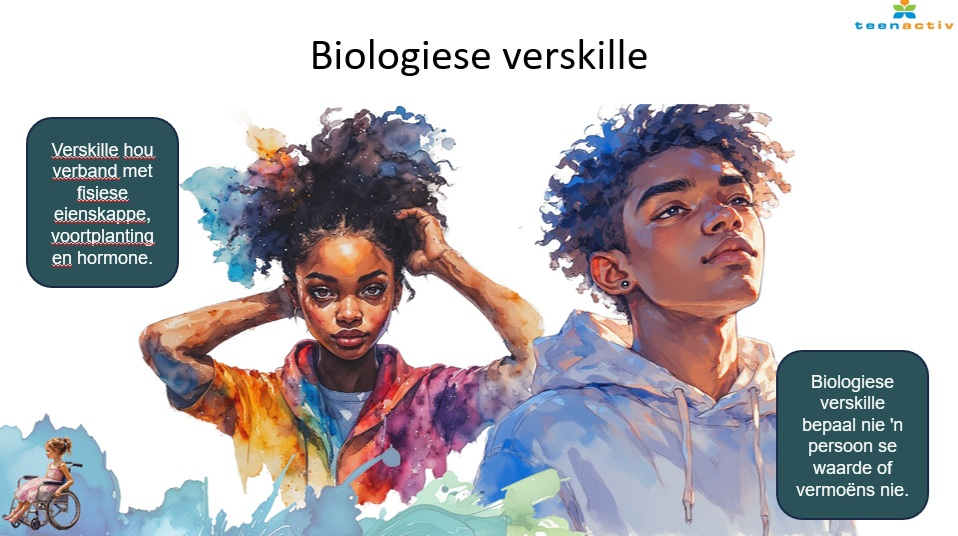 teenactiv
Biologiese verskille
Verskille hou
verband met
fisiese
eienskappe,
voortplanting
en hormone.
Biologiese
verskille
bepaal nie 'n
persoon se
waarde of
vermoëns nie.